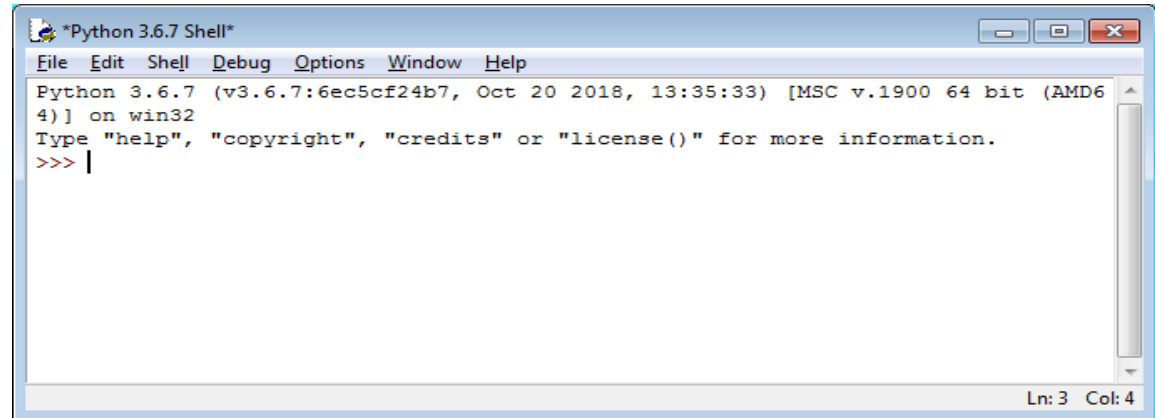 *Python 3.6.7 Shell*
File Edit Shell Debug Options Window Help
Python 3.6.7 (v3.6.7:6ec5cf24b7, Oct 20 2018, 13:35:33) [MSC v.1900 64 bit (AMD6
4)] on win32
Type "help", "copyright", "credits" or "license()" for more information.
>>>
Ln: 3 Col: 4